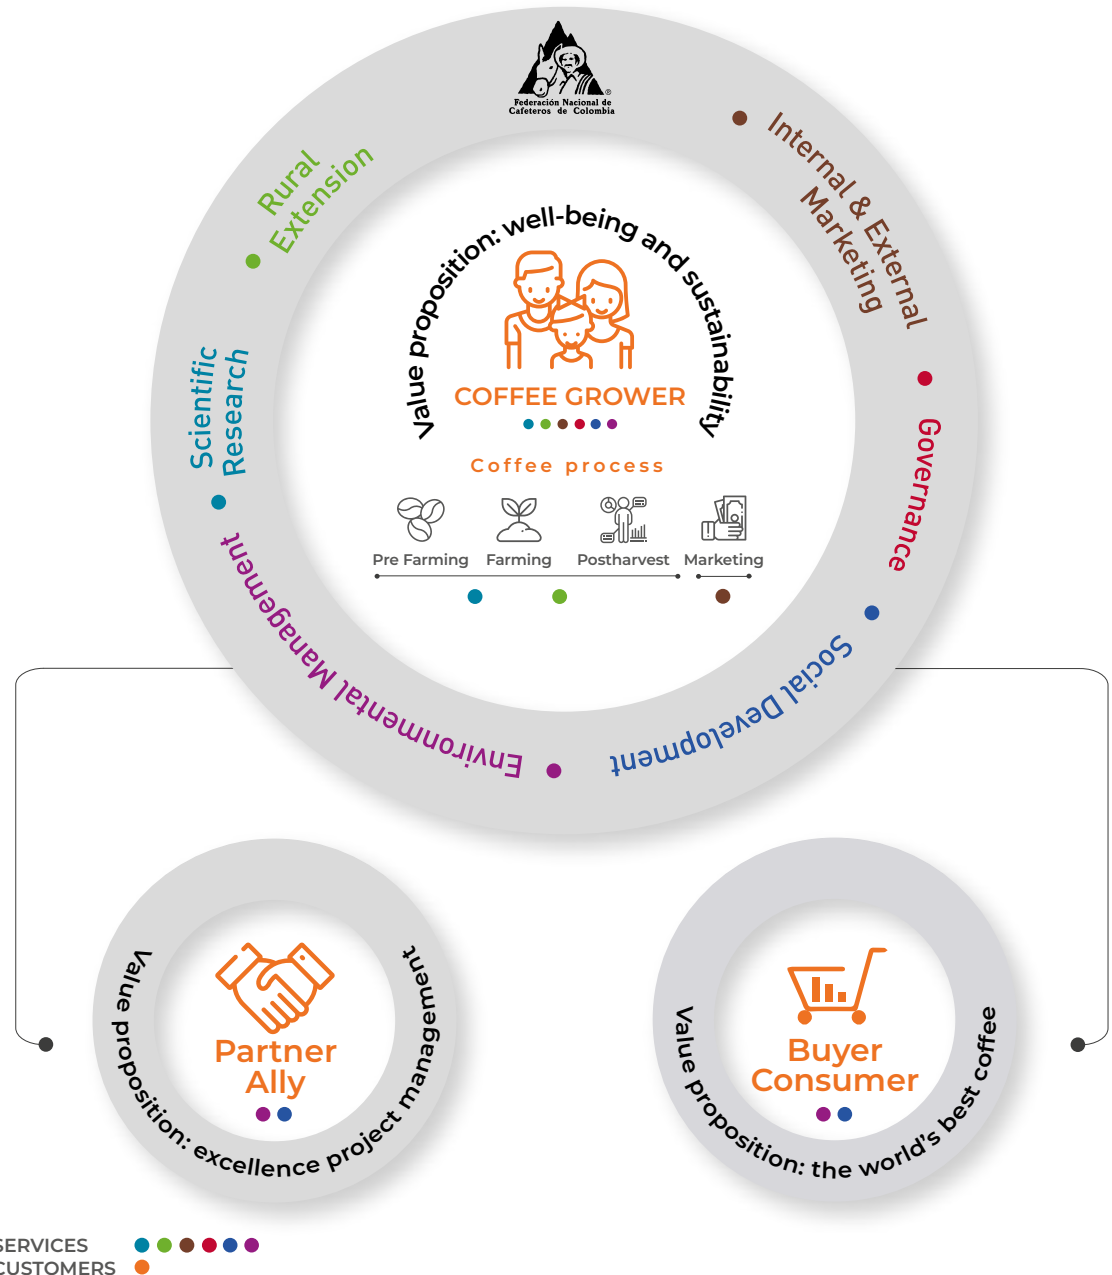 Federación Nacional de
Cafeteros de Colombia
®
Rural
Extension
Internal & External
Marketing
Scientific
Research
Governance
Environmental Management
Social Development
Value proposition: well-being and sustainability
COFFEE GROWER
Coffee process
Pre Farming
Farming
Postharvest
Marketing
Value proposition: excellence project management
Partner
Ally
Value proposition: the world's best coffee
Buyer
Consumer
SERVICES
CUSTOMERS